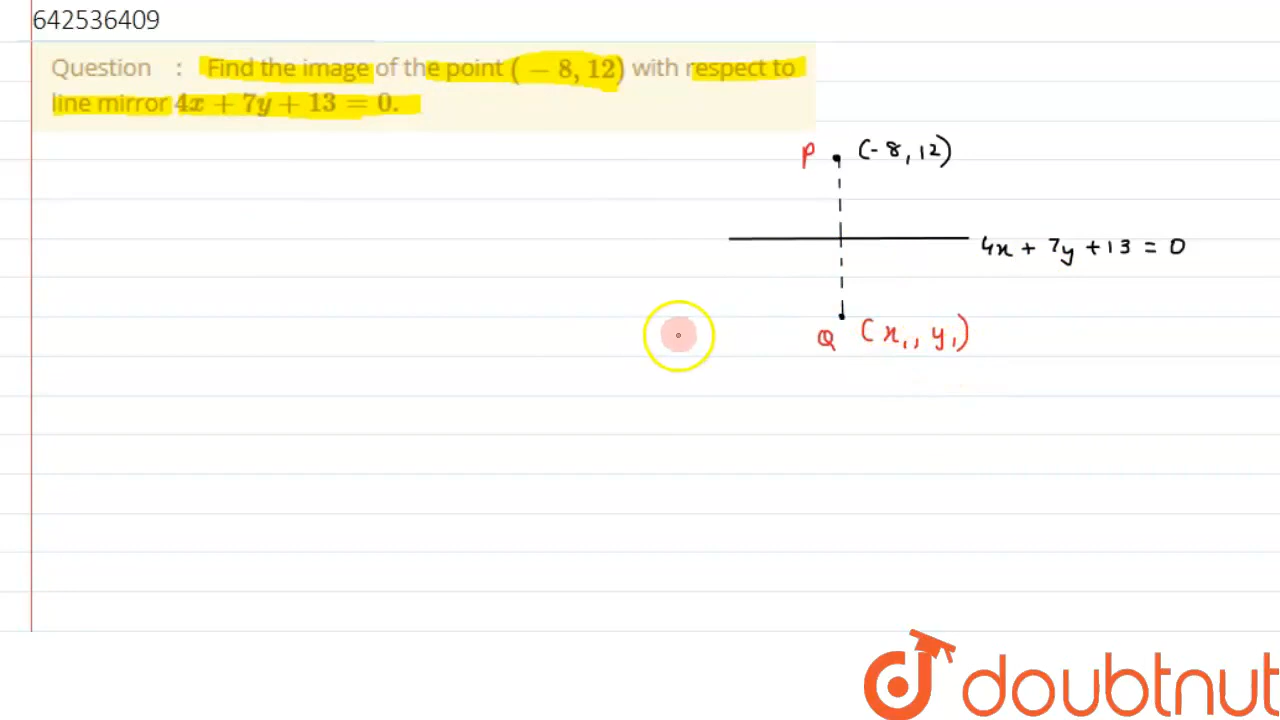 642536409
Question : Find the image of the point (−8, 12) with respect to
line mirror 4x + 7y + 13 = 0.
P (-8, 12)
4x + 7y + 13 = 0
Q (x₁, y₁)
doubtnut